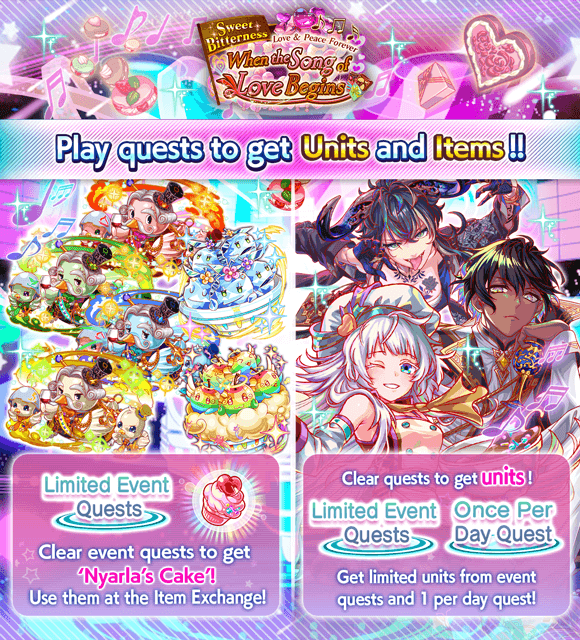 Sweet
Bitterness
Love & Peace Forever
When the Song of
Love Begins
Play quests to get Units and Items!!
Limited Event
Quests
Clear event quests to get
'Nyarla's Cake'!
Use them at the Item Exchange!
Clear quests to get units!
Limited Event
Quests
Once Per
Day Quest
Get limited units from event
quests and 1 per day quest!